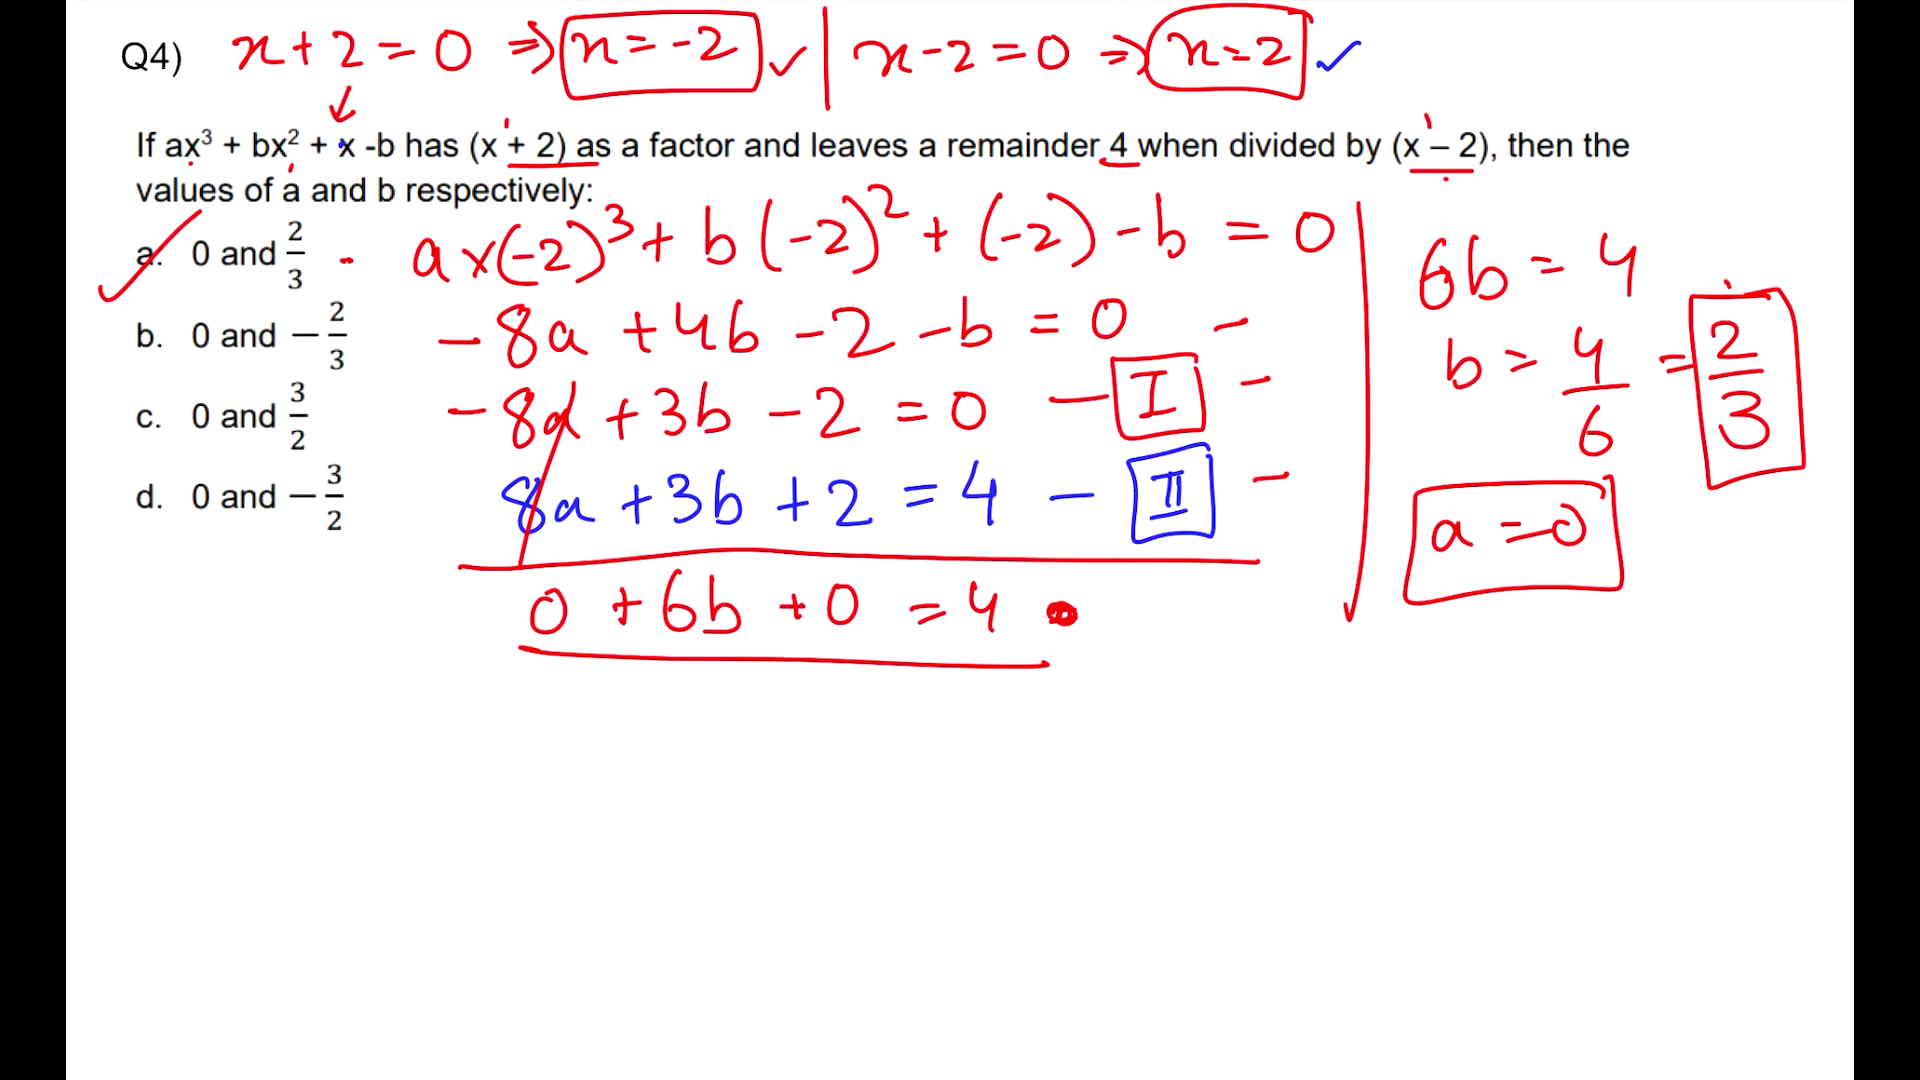 Q4) x + 2 = 0 ⇒ x = -2 ✓ | x - 2 = 0 ⇒ x = 2 ✓
If ax³ + bx² + x -b has (x + 2) as a factor and leaves a remainder 4 when divided by (x – 2), then the
values of a and b respectively:
a. 0 and 2/3
b. 0 and −2/3
c. 0 and 3/2
d. 0 and −3/2
a×(-2)³ + b(-2)² + (-2) - b = 0
-8a + 4b - 2 - b = 0 -
-8a + 3b - 2 = 0 - I -
8a + 3b + 2 = 4 - II -
0 + 6b + 0 = 4
6b = 4
b = 4/6 = 2/3
a = 0